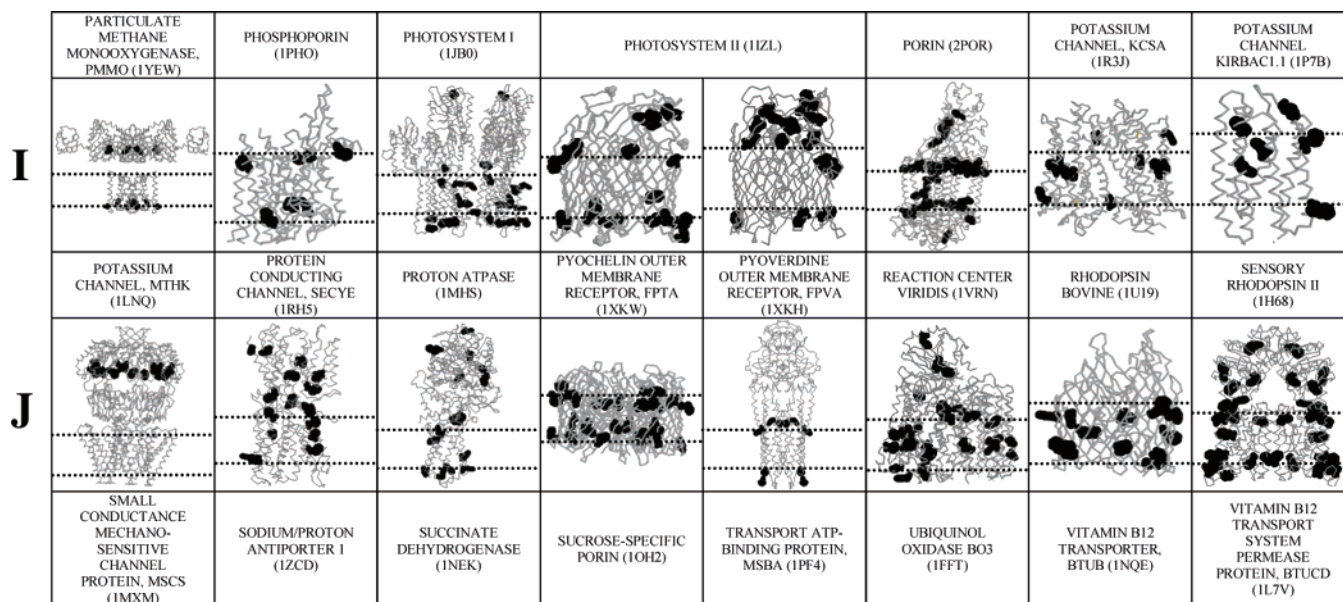 PARTICULATE
METHANE
MONOOXYGENASE,
PMMO (1YEW)
PHOSPHOPORIN
(1PHO)
PHOTOSYSTEM I
(1JB0)
PHOTOSYSTEM II (1IZL)
PORIN (2POR)
POTASSIUM
CHANNEL, KCSA
(1R3J)
POTASSIUM
CHANNEL
KIRBAC1.1 (1P7B)
I
POTASSIUM
CHANNEL, MTHK
(1LNQ)
PROTEIN
CONDUCTING
CHANNEL, SECYE
(1RH5)
PROTON ATPASE
(1MHS)
PYOCHELIN OUTER
MEMBRANE
RECEPTOR, FPTA
(1XKW)
PYOVERDINE
OUTER MEMBRANE
RECEPTOR, FPVA
(1XKH)
REACTION CENTER
VIRIDIS (1VRN)
RHODOPSIN
BOVINE (1U19)
SENSORY
RHODOPSIN II
(1H68)
J
SMALL
CONDUCTANCE
MECHANO-
SENSITIVE
CHANNEL
PROTEIN, MSCS
(1MXM)
SODIUM/PROTON
ANTIPORTER 1
(1ZCD)
SUCCINATE
DEHYDROGENASE
(1NEK)
SUCROSE-SPECIFIC
PORIN (1OH2)
TRANSPORT ATP-
BINDING PROTEIN,
MSBA (1PF4)
UBIQUINOL
OXIDASE BO3
(1FFT)
VITAMIN B12
TRANSPORTER,
BTUB (1NQE)
VITAMIN B12
TRANSPORT
SYSTEM
PERMEASE
PROTEIN, BTUCD
(1L7V)